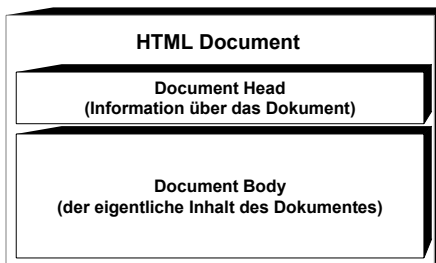 HTML Document
Document Head
(Information über das Dokument)
Document Body
(der eigentliche Inhalt des Dokumentes)